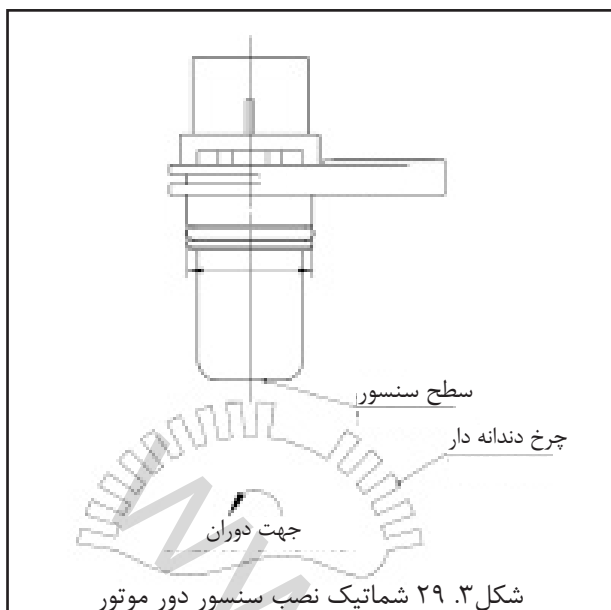 سطح سنسور
چرخ دندانه دار
جهت دوران
شکل۳. ۲۹ شماتیک نصب سنسور دور موتور